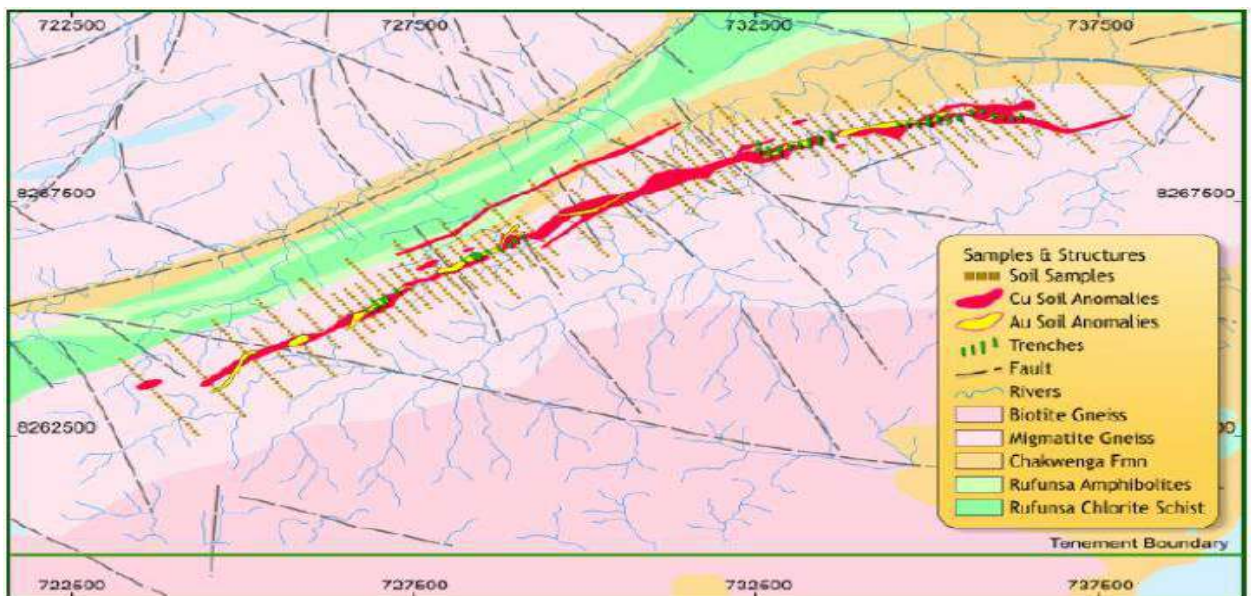 722500 727500 732500 737500
8267500 8267500
Samples & Structures
Soil Samples
Cu Soil Anomalies
Au Soil Anomalies
Trenches
Fault
Rivers
Biotite Gneiss
8262500 Migmatite Gneiss
Chakwenga Fmn
Rufunsa Amphibolites
Rufunsa Chlorite Schist
Tenement Boundary
722500 727500 732500 737500